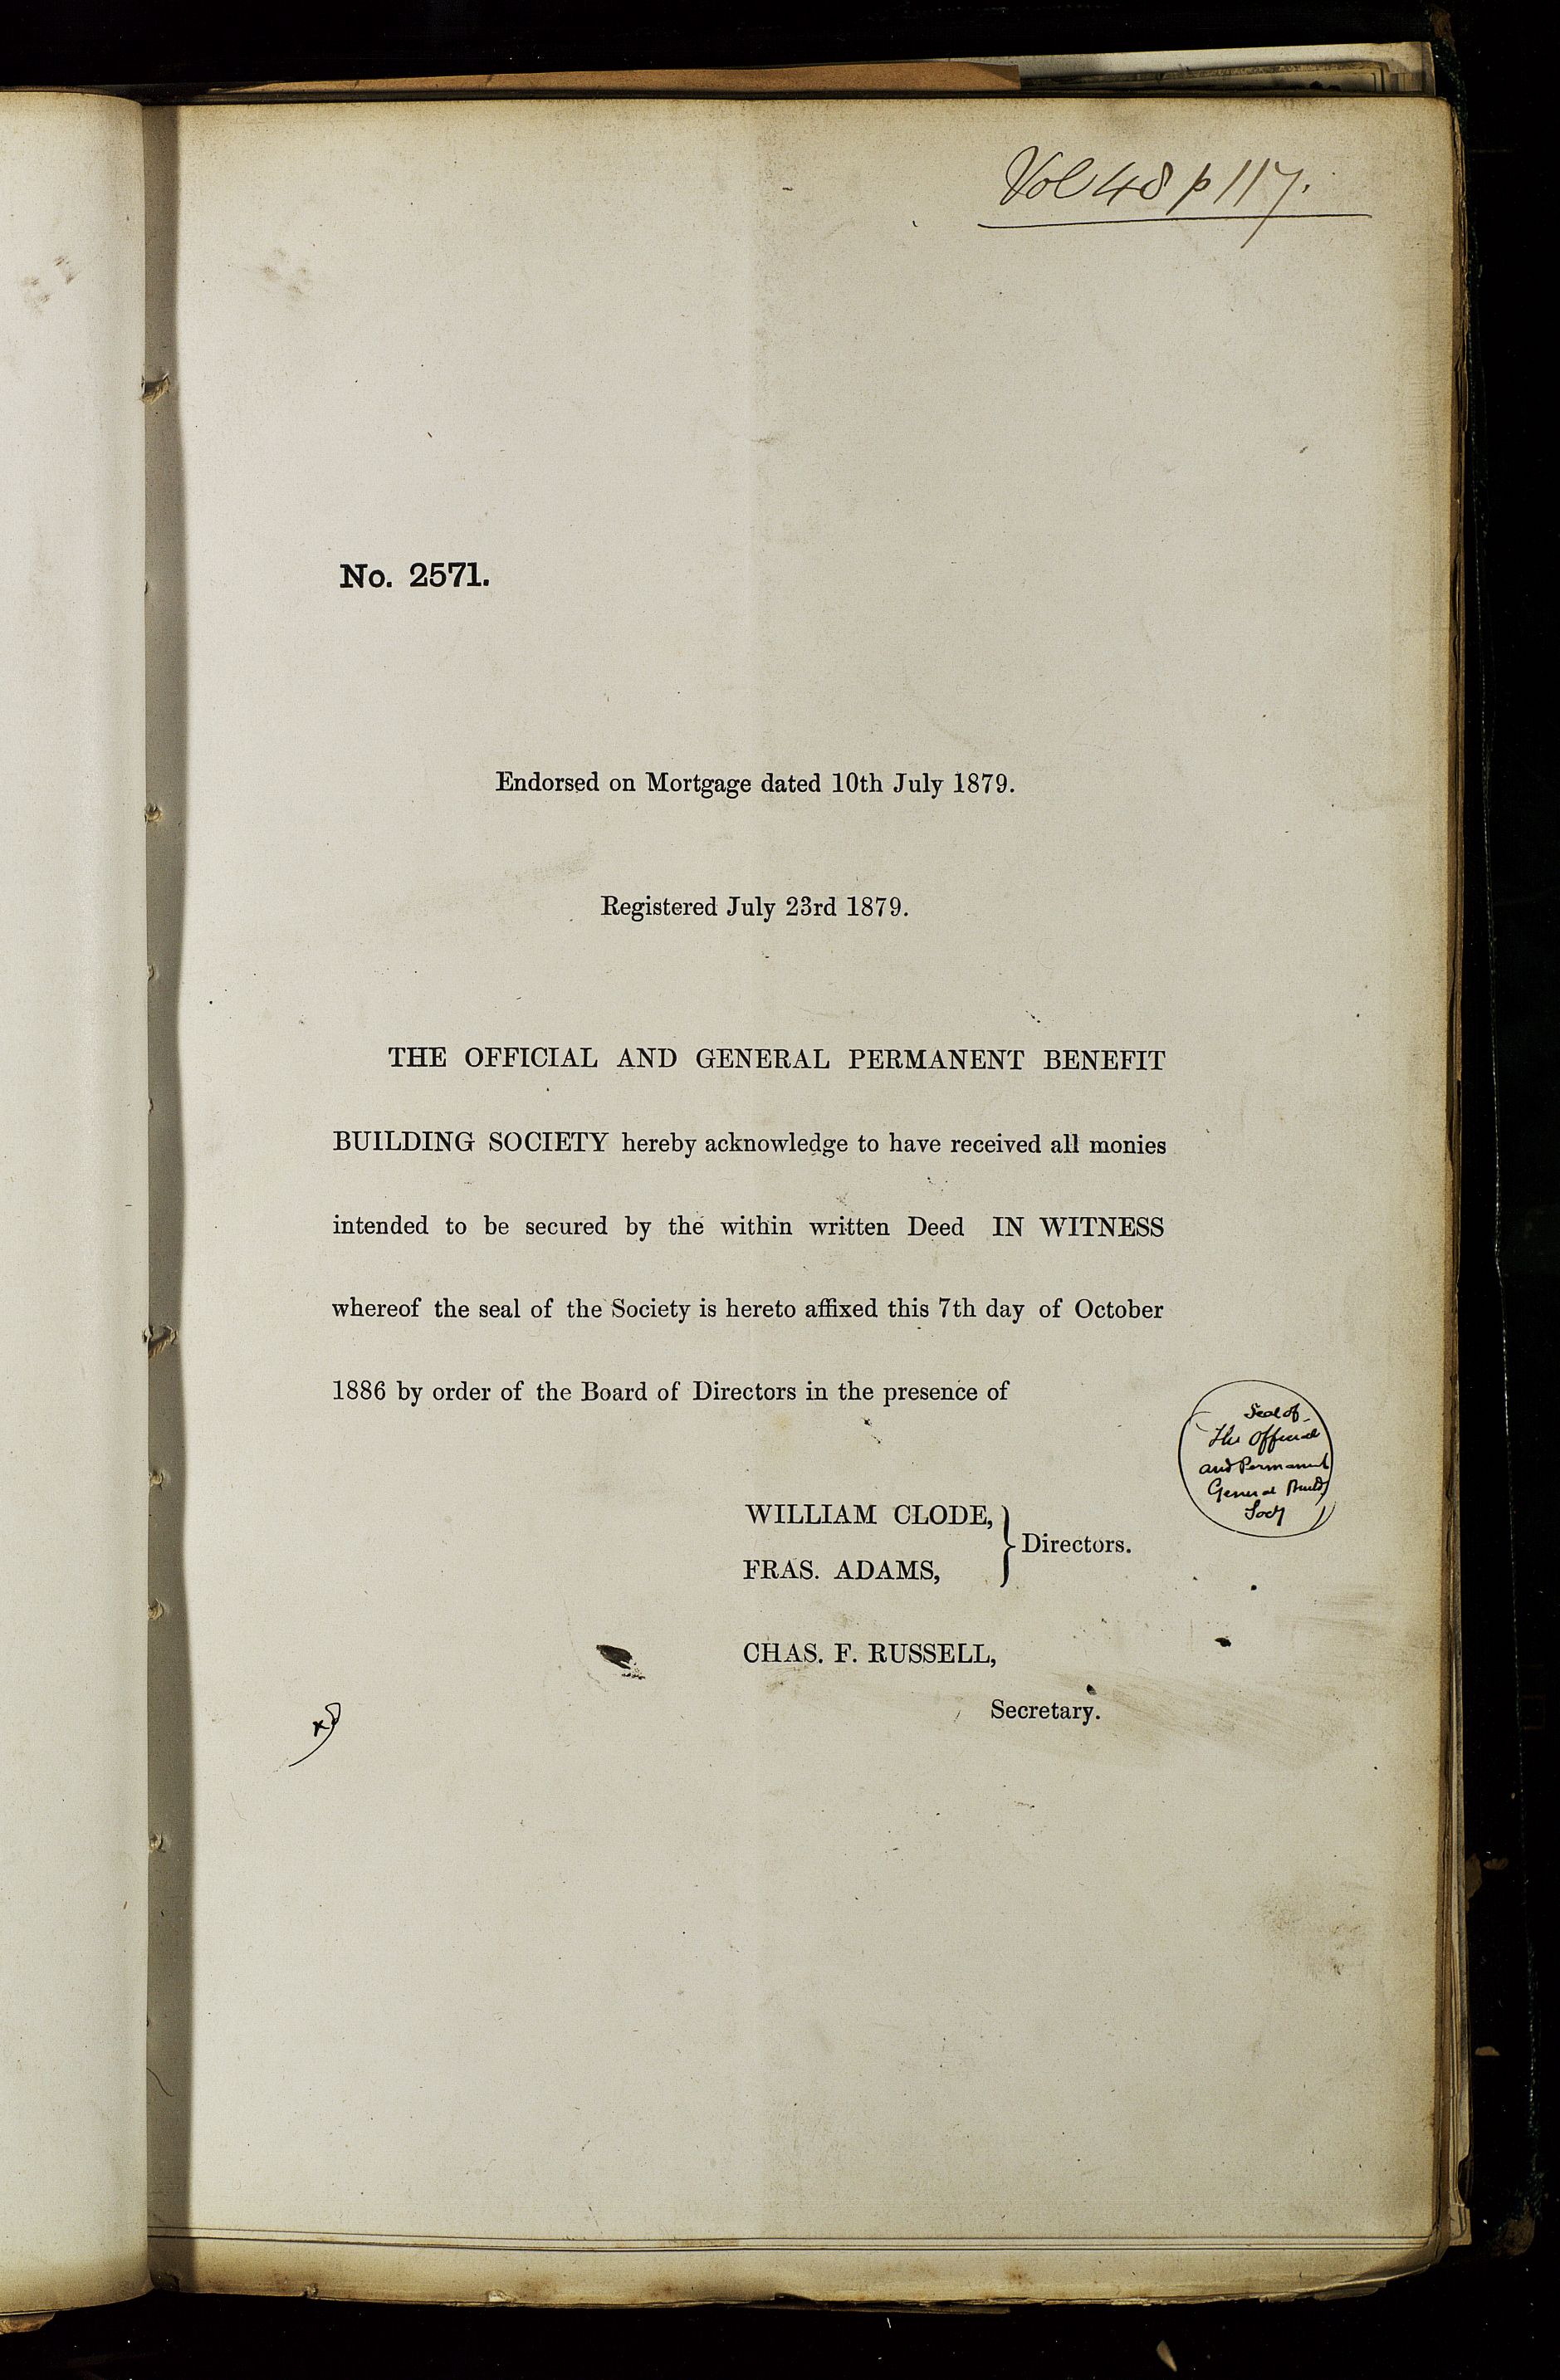 Vol 48 p 117.
No. 2571.
Endorsed on Mortgage dated 10th July 1879.
Registered July 23rd 1879.
THE OFFICIAL AND GENERAL PERMANENT BENEFIT
BUILDING SOCIETY hereby acknowledge to have received all monies
intended to be secured by the within written Deed IN WITNESS
whereof the seal of the Society is hereto affixed this 7th day of October
1886 by order of the Board of Directors in the presence of
Seal of
The Official
and Permanent
General
Socy
WILLIAM CLODE,
Directors.
FRAS. ADAMS,
CHAS. F. RUSSELL,
Secretary.